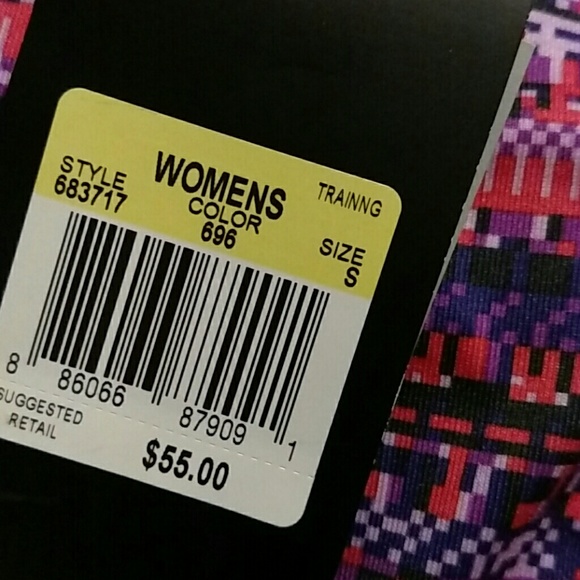 WOMENS
TRAINNG
STYLE
683717
COLOR
696
SIZE
S
8 86066 87909 1
SUGGESTED
RETAIL
$55.00